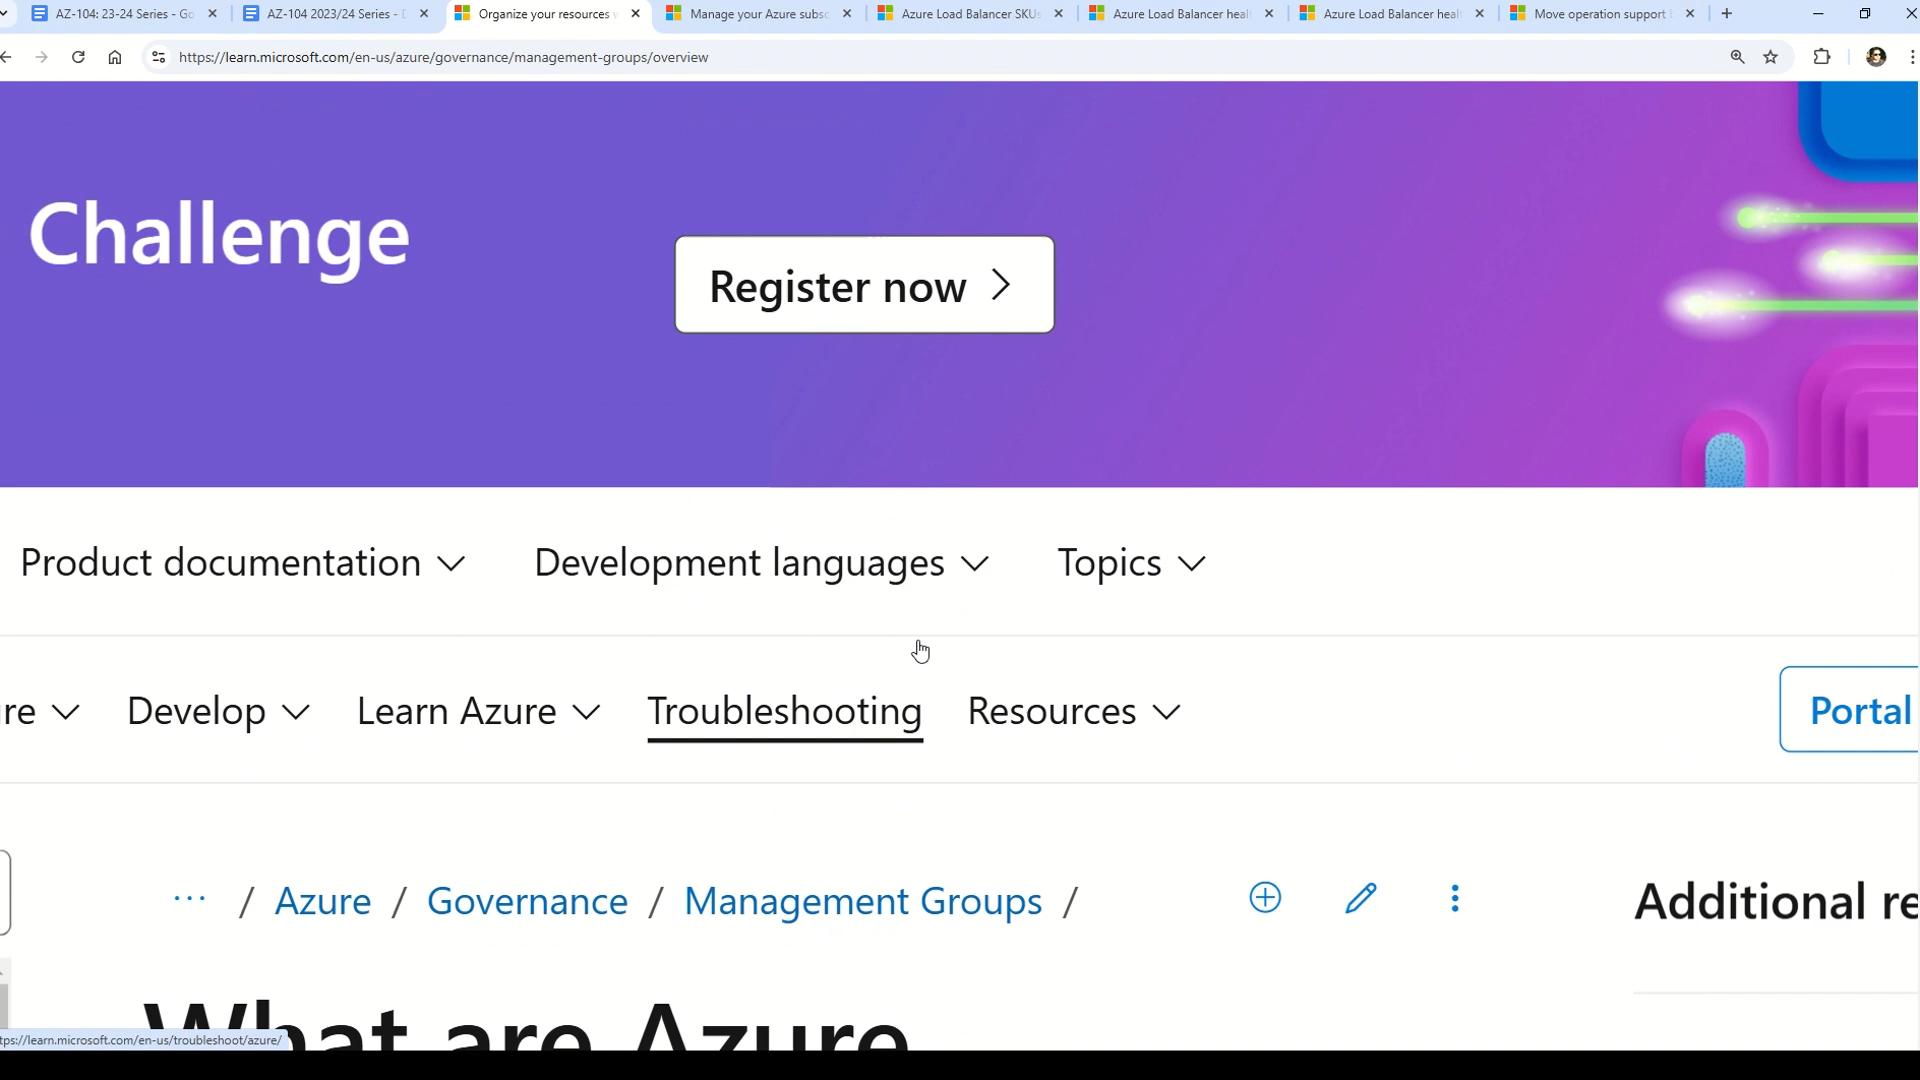 AZ-104: 23-24 Series - Go
AZ-104 2023/24 Series - D
Organize your resources w
Manage your Azure subsc
Azure Load Balancer SKUs
Azure Load Balancer healt
Azure Load Balancer healt
Move operation support b
https://learn.microsoft.com/en-us/azure/governance/management-groups/overview
Challenge
Register now
Product documentation
Development languages
Topics
re
Develop
Learn Azure
Troubleshooting
Resources
Portal
... / Azure / Governance / Management Groups /
Additional re
What are Azure
tps://learn.microsoft.com/en-us/troubleshoot/azure/